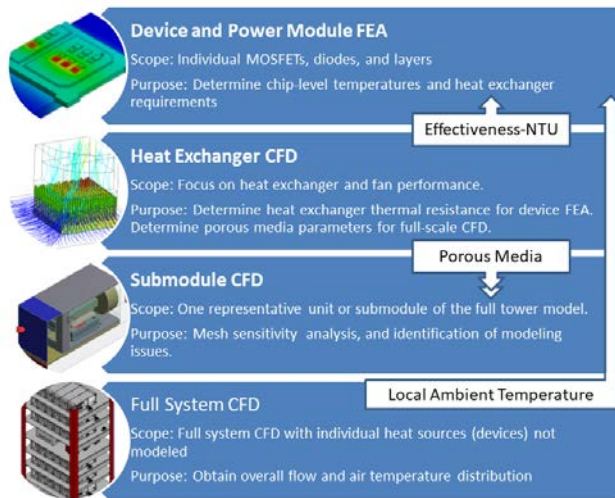 Device and Power Module FEA
Scope: Individual MOSFETs, diodes, and layers
Purpose: Determine chip-level temperatures and heat exchanger
requirements
Effectiveness-NTU
Heat Exchanger CFD
Scope: Focus on heat exchanger and fan performance.
Purpose: Determine heat exchanger thermal resistance for device FEA.
Determine porous media parameters for full-scale CFD.
Porous Media
Submodule CFD
Scope: One representative unit or submodule of the full tower model.
Purpose: Mesh sensitivity analysis, and identification of modeling
issues.
Local Ambient Temperature
Full System CFD
Scope: Full system CFD with individual heat sources (devices) not
modeled
Purpose: Obtain overall flow and air temperature distribution